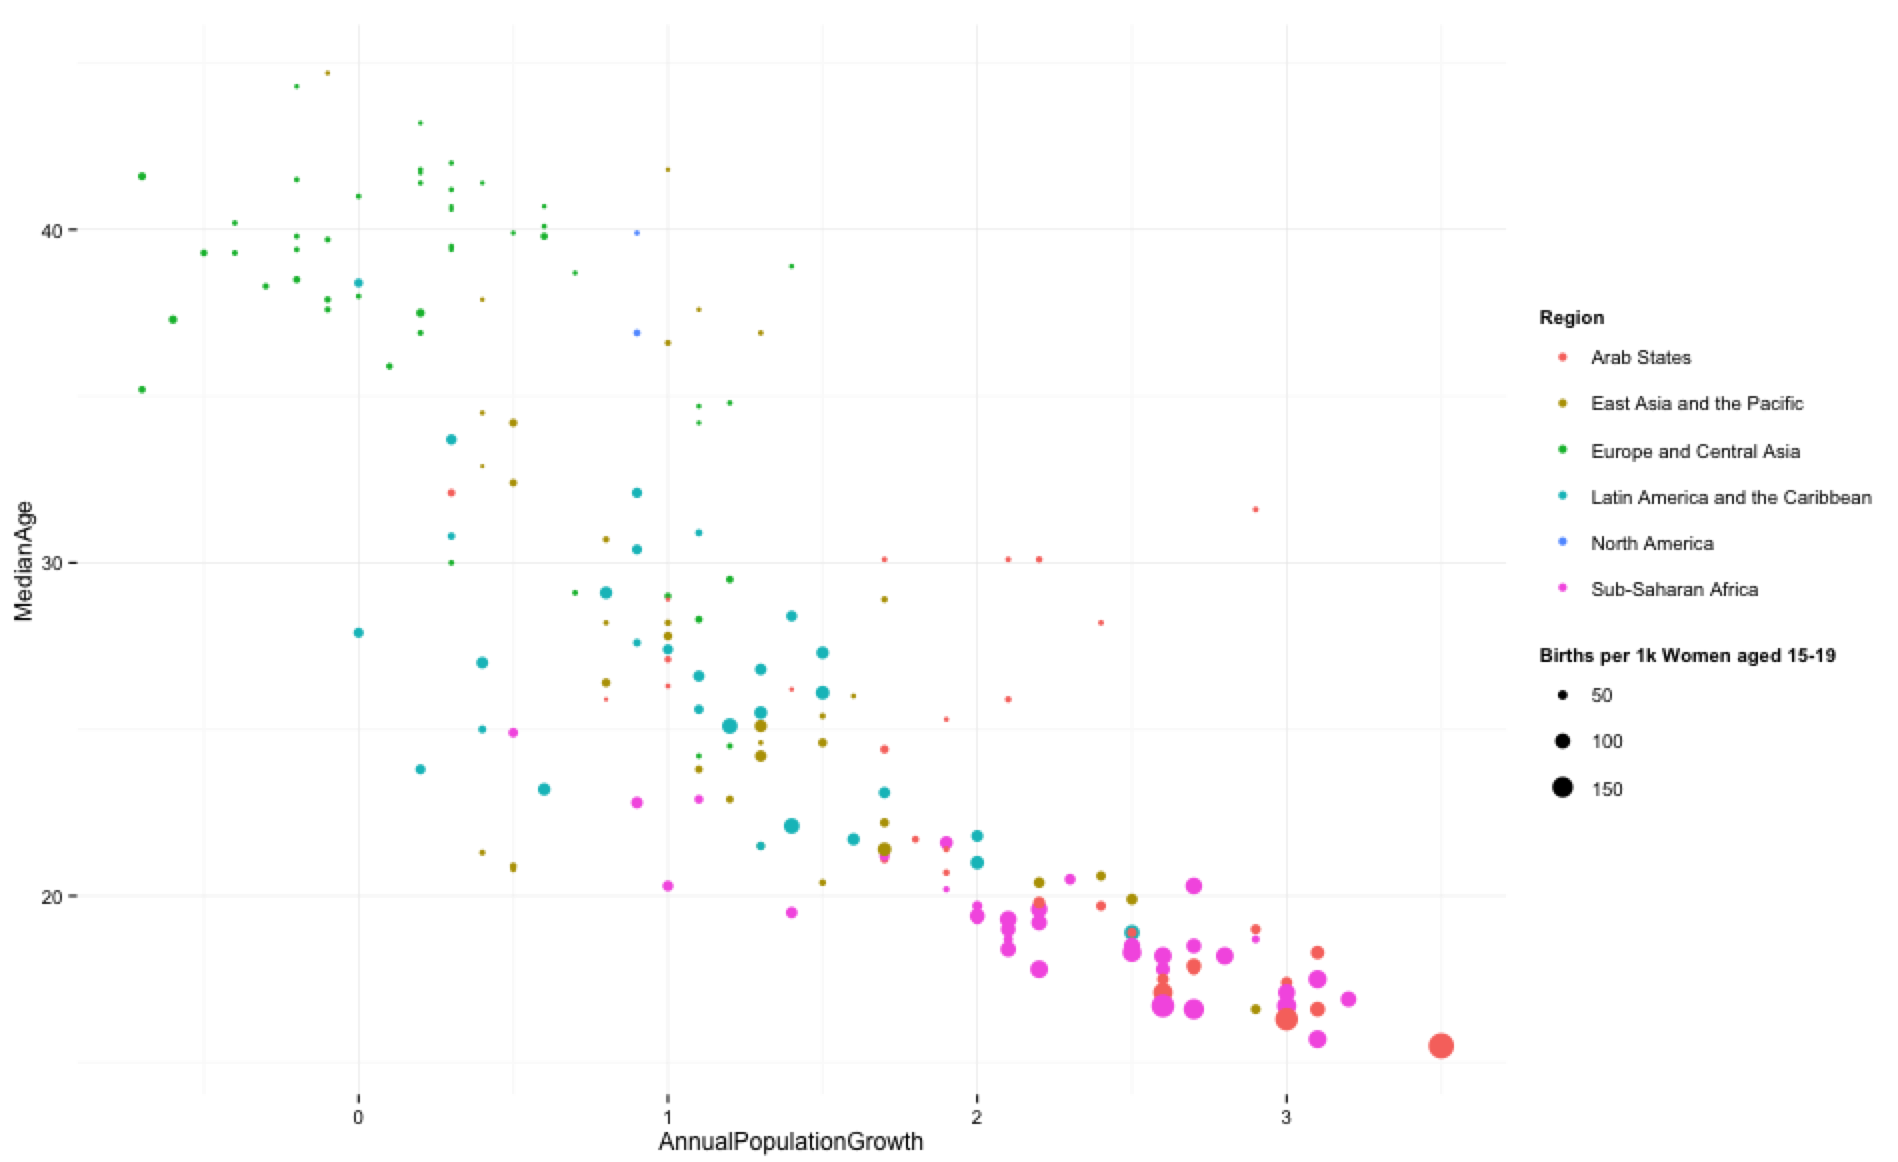 MedianAge
40
30
20
0
1
2
3
AnnualPopulationGrowth
Region
Arab States
East Asia and the Pacific
Europe and Central Asia
Latin America and the Caribbean
North America
Sub-Saharan Africa
Births per 1k Women aged 15-19
50
100
150